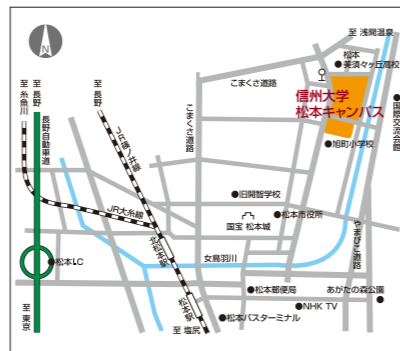 N
至 浅間温泉
松本
美須々ヶ丘高校
こまくさ道路
信州大学
松本キャンパス
国際交流会館
旭町小学校
至 糸魚川
至 長野
長野自動車道
至 長野
JR篠ノ井線
こまくさ道路
旧開智学校
国宝 松本城
松本市役所
やまびこ道路
JR大糸線
北松本駅
女鳥羽川
松本I.C
松本駅
松本郵便局
あがたの森公園
NHK TV
至 東京
至 塩尻
松本バスターミナル